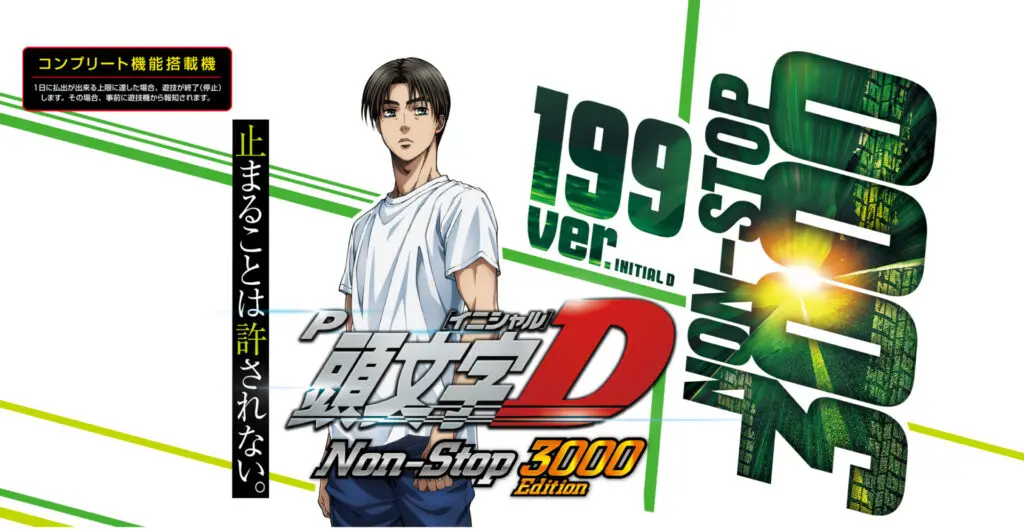 コンプリート機能搭載機
1日に払出が出来る上限に達した場合、遊技が終了(停止)
します。その場合、事前に遊技機から報知されます。
止まることは許されない。
199
ver.
INITIAL D
NON-STOP
3000
P
[イニシャル]
頭文字D
Non-Stop 3000
Edition